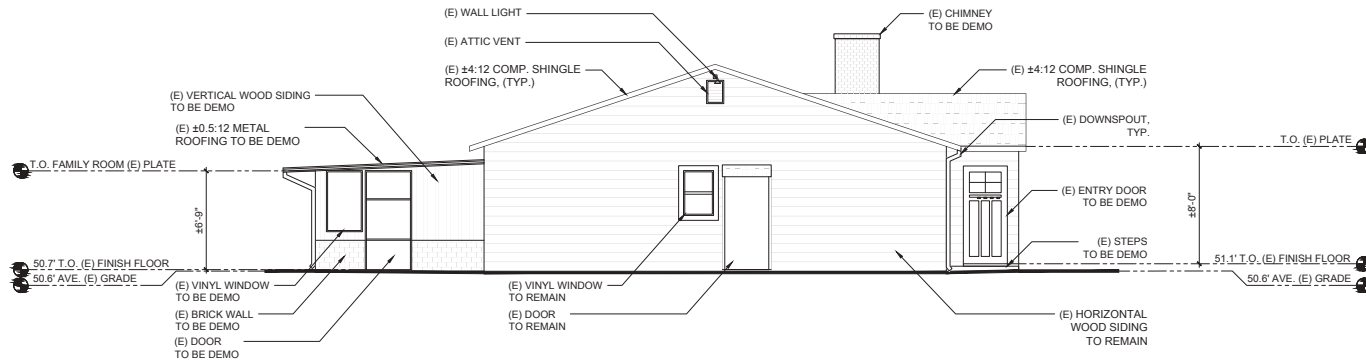 (E) WALL LIGHT
(E) ATTIC VENT
(E) ±4:12 COMP. SHINGLE
ROOFING, (TYP.)
(E) CHIMNEY
TO BE DEMO
(E) ±4:12 COMP. SHINGLE
ROOFING, (TYP.)
(E) VERTICAL WOOD SIDING
TO BE DEMO
(E) ±0.5:12 METAL
ROOFING TO BE DEMO
(E) DOWNSPOUT,
TYP.
T.O. FAMILY ROOM (E) PLATE
T.O. (E) PLATE
±6'-9"
±8'-0"
(E) ENTRY DOOR
TO BE DEMO
(E) STEPS
TO BE DEMO
50.7' T.O. (E) FINISH FLOOR
50.6' AVE. (E) GRADE
51.1' T.O. (E) FINISH FLOOR
50.6' AVE. (E) GRADE
(E) VINYL WINDOW
TO BE DEMO
(E) BRICK WALL
TO BE DEMO
(E) DOOR
TO BE DEMO
(E) VINYL WINDOW
TO REMAIN
(E) DOOR
TO REMAIN
(E) HORIZONTAL
WOOD SIDING
TO REMAIN